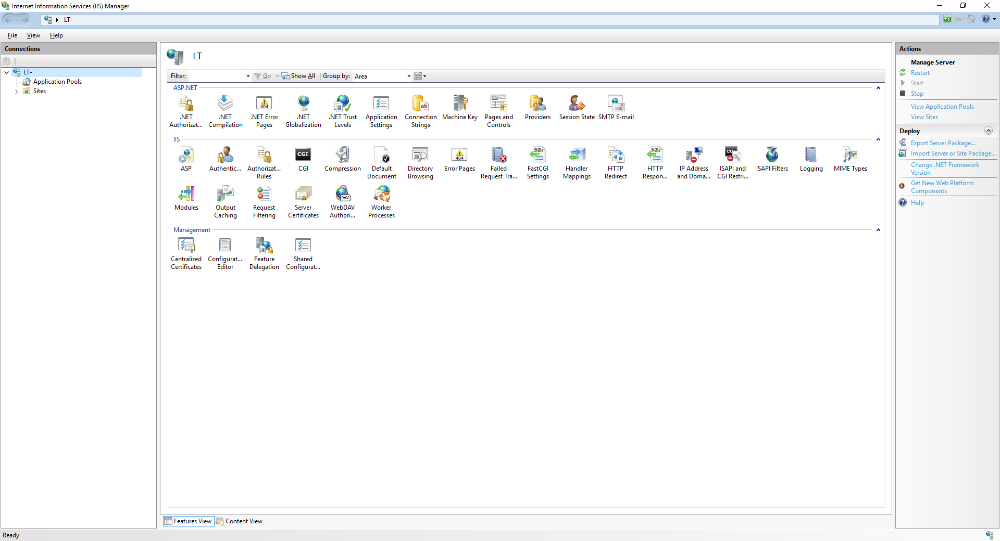 Internet Information Services (IIS) Manager
LT-
File View Help
Connections
LT-
Application Pools
Sites
LT
Filter: Go Show All Group by: Area
ASP.NET
.NET Authorizat...
.NET Compilation
.NET Error Pages
.NET Globalization
.NET Trust Levels
Application Settings
Connection Strings
Machine Key
Pages and Controls
Providers
Session State
SMTP E-mail
IIS
ASP
Authentic...
Authorizat... Rules
CGI
Compression
Default Document
Directory Browsing
Error Pages
Failed Request Tra...
FastCGI Settings
Handler Mappings
HTTP Redirect
HTTP Respon...
IP Address and Doma...
ISAPI and CGI Restri...
ISAPI Filters
Logging
MIME Types
Modules
Output Caching
Request Filtering
Server Certificates
WebDAV Authori...
Worker Processes
Management
Centralized Certificates
Configurat... Editor
Feature Delegation
Shared Configurat...
Features View Content View
Actions
Manage Server
Restart
Start
Stop
View Application Pools
View Sites
Deploy
Export Server Package...
Import Server or Site Package...
Change .NET Framework
Version
Get New Web Platform
Components
Help
Ready